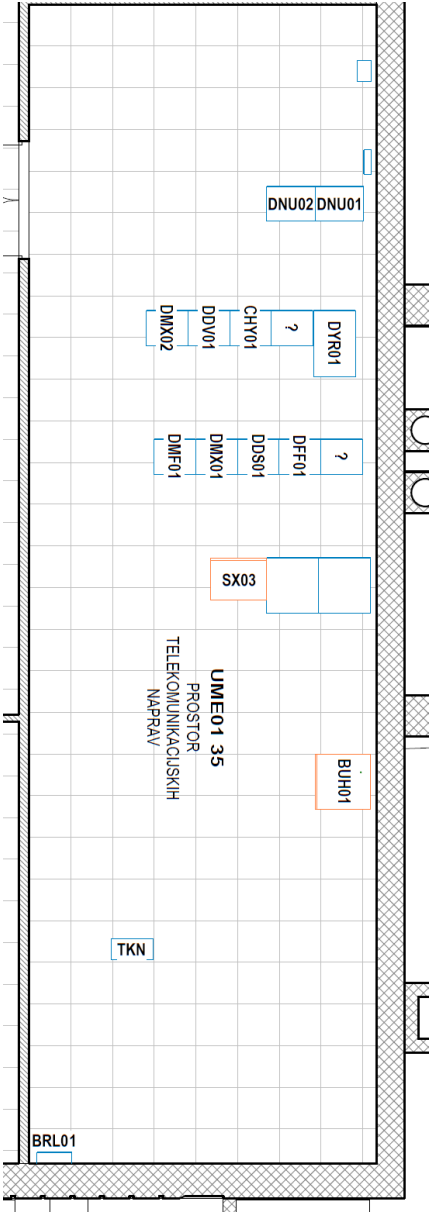 DNU02 DNU01
DMX02
DDV01
CHY01
?
DYR01
DMF01
DMX01
DDS01
DFF01
?
SX03
UME01 35
PROSTOR
TELEKOMUNIKACIJSKIH
NAPRAV
BUH01
TKN
BRL01